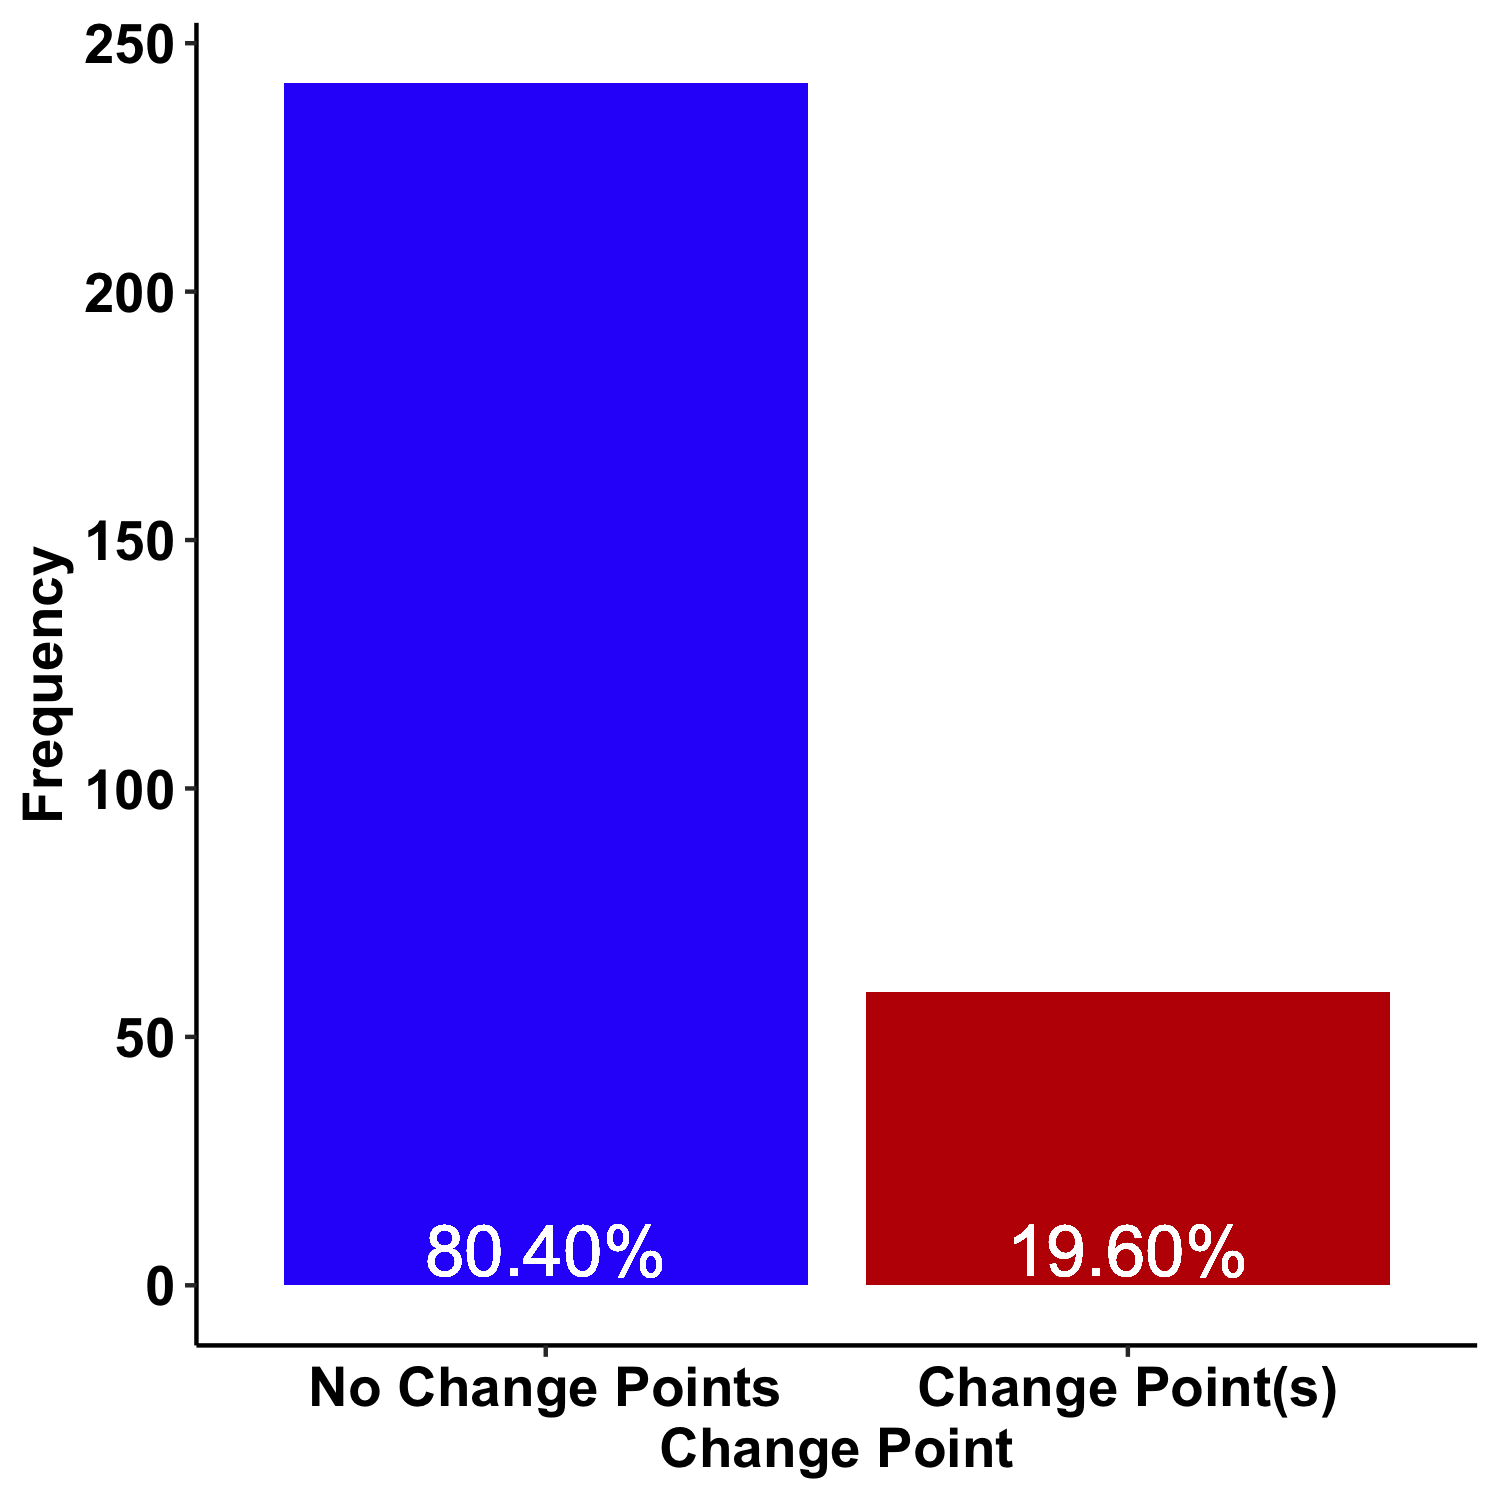 250
200
150
100
50
0
Frequency
80.40%
19.60%
No Change Points
Change Point(s)
Change Point